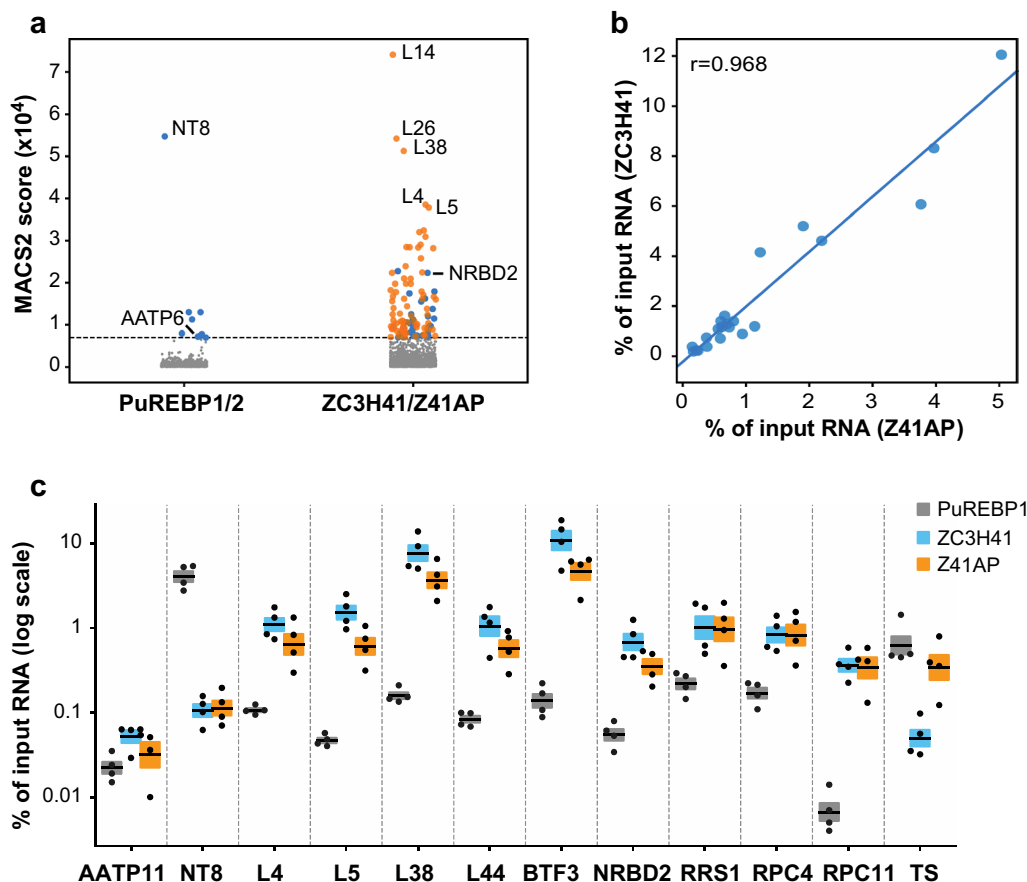 a
MACS2 score (x10⁴)
7
6
5
4
3
2
1
0
L14
NT8
L26
L38
L4
L5
NRBD2
AATP6
PuREBP1/2
ZC3H41/Z41AP
b
r=0.968
% of input RNA (ZC3H41)
12
10
8
6
4
2
0
0 1 2 3 4 5
% of input RNA (Z41AP)
c
% of input RNA (log scale)
10
1
0.1
0.01
PuREBP1
ZC3H41
Z41AP
AATP11 NT8 L4 L5 L38 L44 BTF3 NRBD2 RRS1 RPC4 RPC11 TS